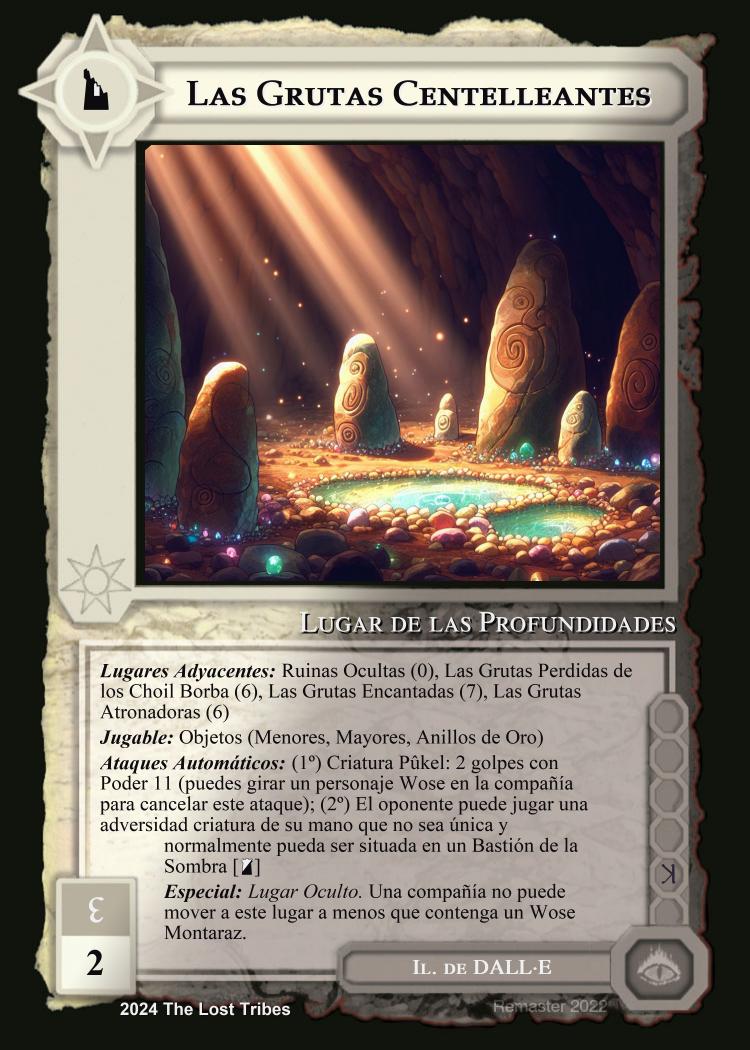 Las Grutas Centelleantes
Lugar de las Profundidades
Lugares Adyacentes: Ruinas Ocultas (0), Las Grutas Perdidas de
los Choil Borba (6), Las Grutas Encantadas (7), Las Grutas
Atronadoras (6)
Jugable: Objetos (Menores, Mayores, Anillos de Oro)
Ataques Automáticos: (1º) Criatura Pûkel: 2 golpes con
Poder 11 (puedes girar un personaje Wose en la compañía
para cancelar este ataque); (2º) El oponente puede jugar una
adversidad criatura de su mano que no sea única y
normalmente pueda ser situada en un Bastión de la
Sombra [ ]
Especial: Lugar Oculto. Una compañía no puede
mover a este lugar a menos que contenga un Wose
Montaraz.
2
Il. de DALL·E
2024 The Lost Tribes
Remaster 2022